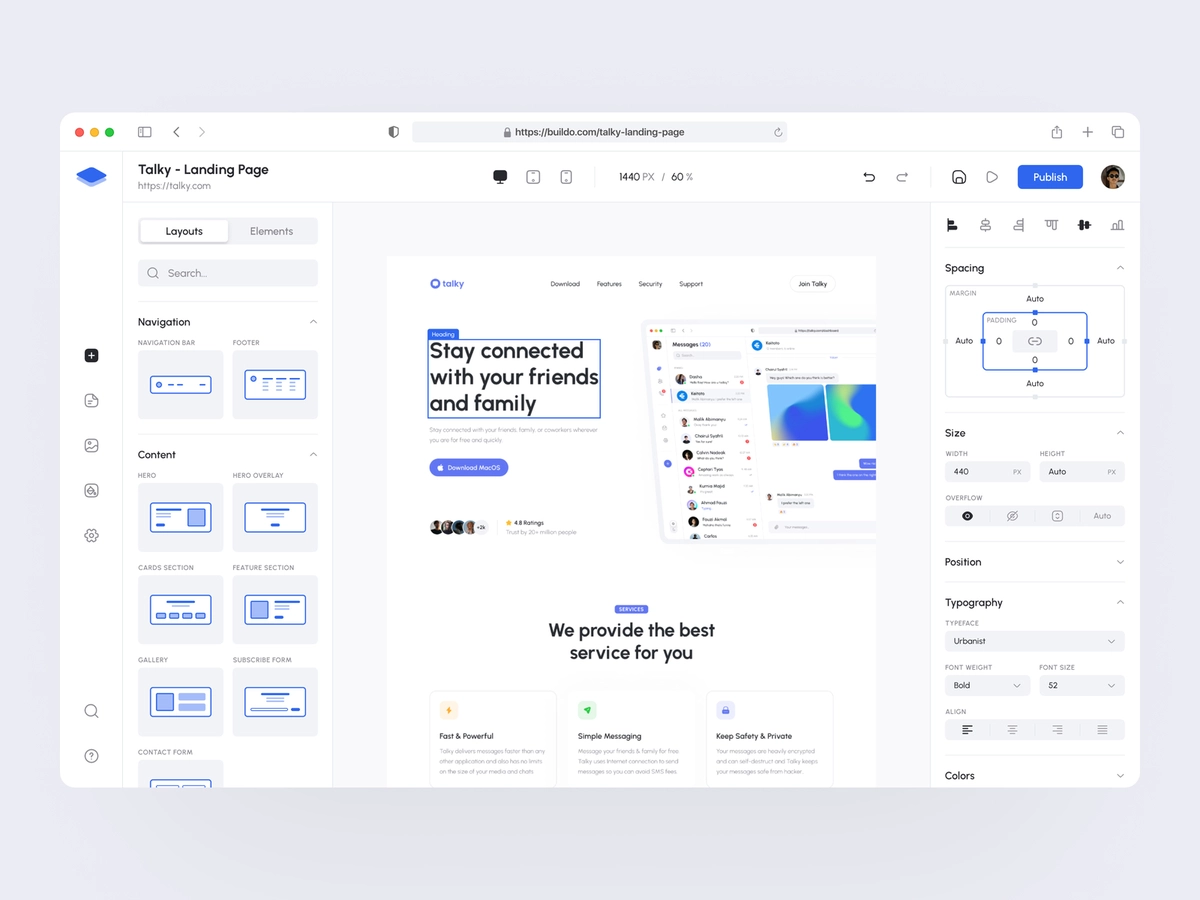 https://buildo.com/talky-landing-page
Talky - Landing Page
https://talky.com
1440 PX / 60 %
Publish
Layouts
Elements
Search...
Navigation
NAVIGATION BAR
FOOTER
Content
HERO
HERO OVERLAY
CARDS SECTION
FEATURE SECTION
GALLERY
SUBSCRIBE FORM
CONTACT FORM
talky
Download
Features
Security
Support
Join Talky
Heading
Stay connected
with your friends
and family
Stay connected with your friends, family, or coworkers wherever
you are for free and quickly.
Download MacOS
+2k
4.8 Ratings
Trust by 20+ million people
Messages (20)
SERVICES
We provide the best
service for you
Fast & Powerful
Talky delivers messages faster than any
other application and also has no limits
on the size of your media and chats
Simple Messaging
Message your friends & family for free.
Talky uses Internet connection to send
messages so you can avoid SMS fees
Keep Safety & Private
Your messages are heavily encrypted
and can self-destruct and Talky keeps
your messages safe from hacker.
Spacing
MARGIN
Auto
PADDING
0
Auto
0
0
Auto
0
Auto
Size
WIDTH
HEIGHT
440 PX
Auto PX
OVERFLOW
Auto
Position
Typography
TYPEFACE
Urbanist
FONT WEIGHT
FONT SIZE
Bold
52
ALIGN
Colors